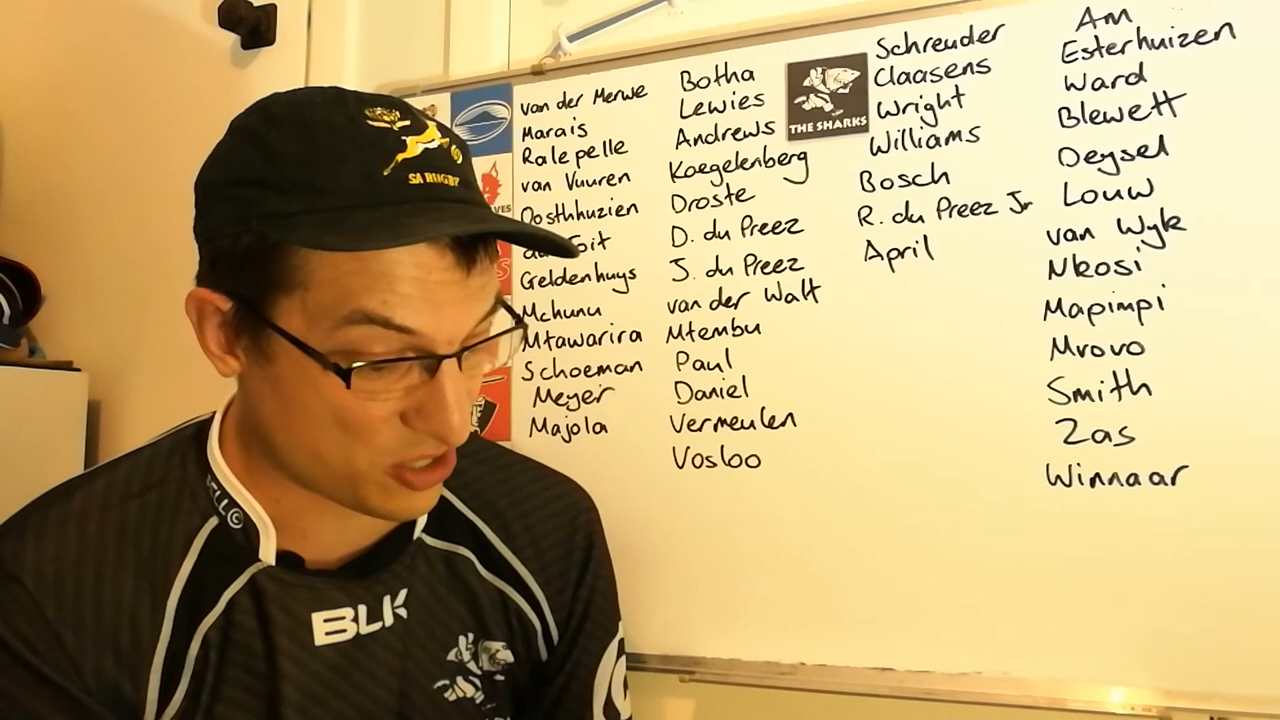 SA RUGBY
BLK
van der Merwe
Marais
Ralepelle
van Vuuren
Oosthhuzien
Toit
Geldenhuys
Mchunu
Mtawarira
Schoeman
Meyer
Majola
Botha
Lewies
Andrews
Koegelenberg
Droste
D. du Preez
J. du Preez
van der Walt
Mtembu
Paul
Daniel
Vermeulen
Vosloo
THE SHARKS
Schreuder
Claasens
Wright
Williams
Bosch
R. du Preez Jr
April
Am
Esterhuizen
Ward
Blewett
Deysel
Louw
van Wyk
Nkosi
Mapimpi
Mvovo
Smith
Zas
Winnaar